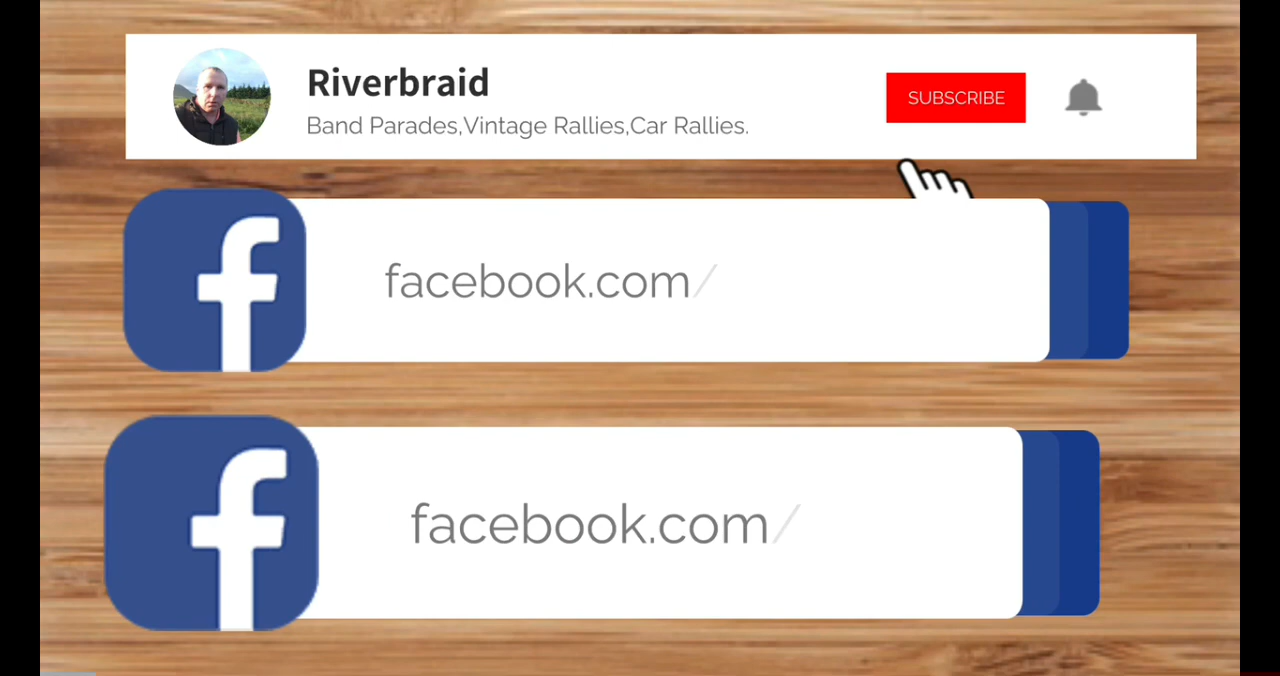 Riverbraid
Band Parades,Vintage Rallies,Car Rallies.
SUBSCRIBE
facebook.com/
facebook.com/